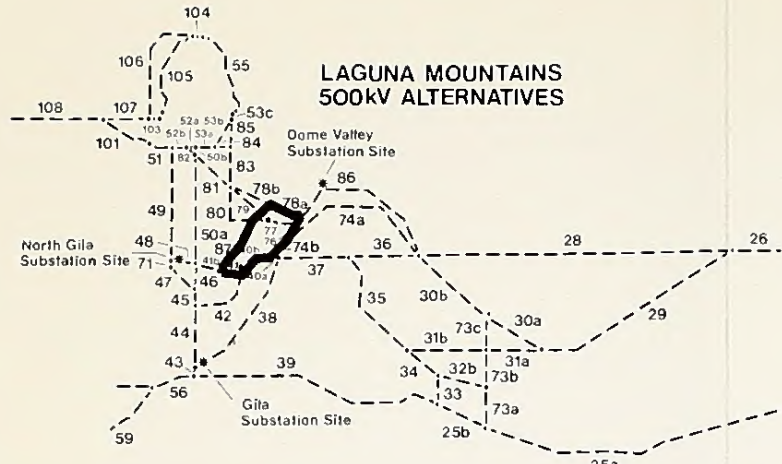 104
106
105
55
LAGUNA MOUNTAINS
500kV ALTERNATIVES
108
107
103
52a
53b
53c
85
Dome Valley
Substation Site
101
52b
53a
84
51
82
50b
86
83
81
78b
49
79
78a
80
74a
50a
77
76
North Gila
Substation Site
48
87
74b
36
28
26
71
41b
40b
40a
37
47
46
45
42
30b
29
35
38
73c
30a
44
31b
43
39
34
32b
31a
73b
56
33
73a
Gila
Substation Site
25b
59